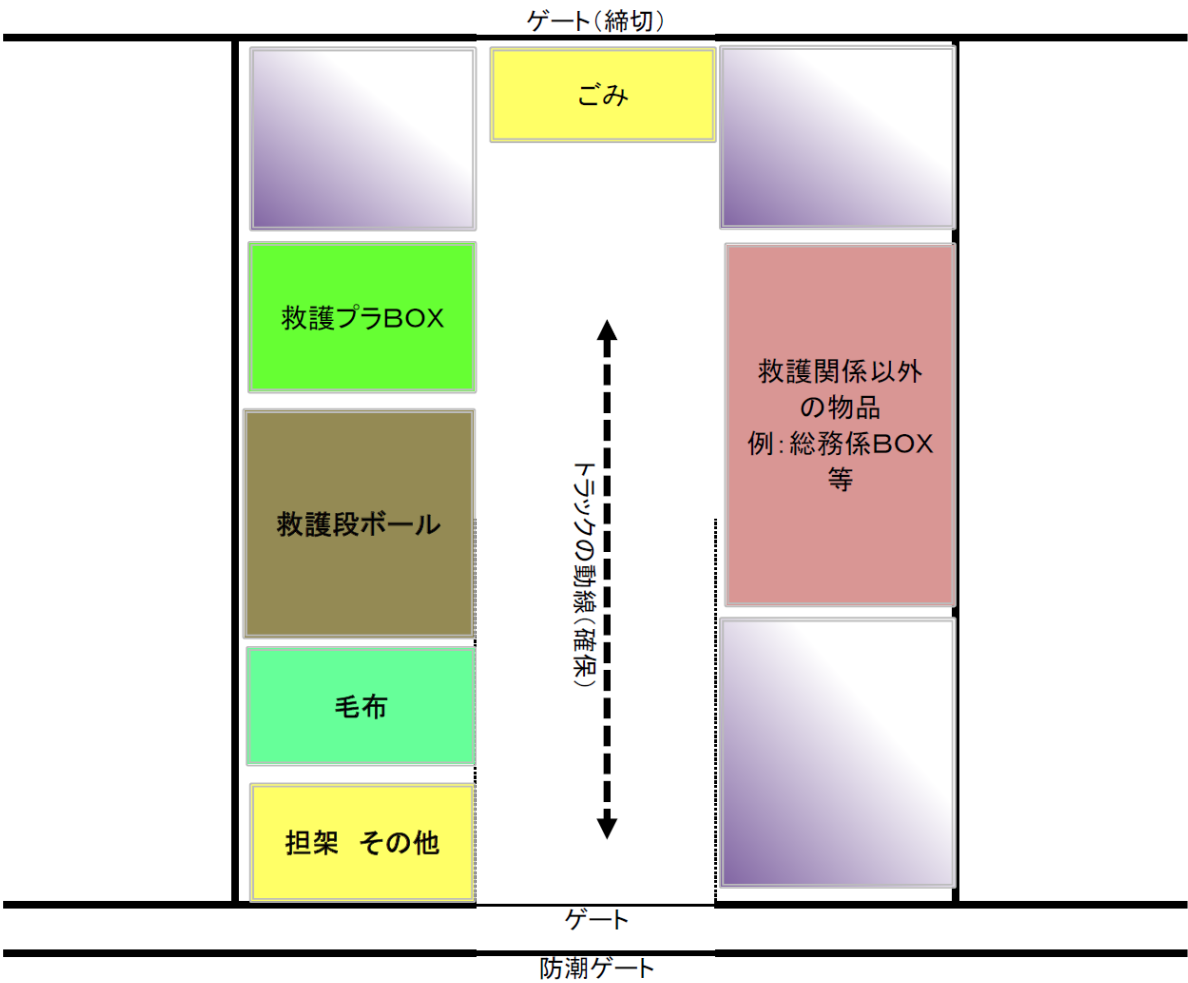 ゲート(締切)
ごみ
救護プラBOX
救護関係以外
の物品
例:総務係BOX
等
トラックの動線(確保)
救護段ボール
毛布
担架 その他
ゲート
防潮ゲート